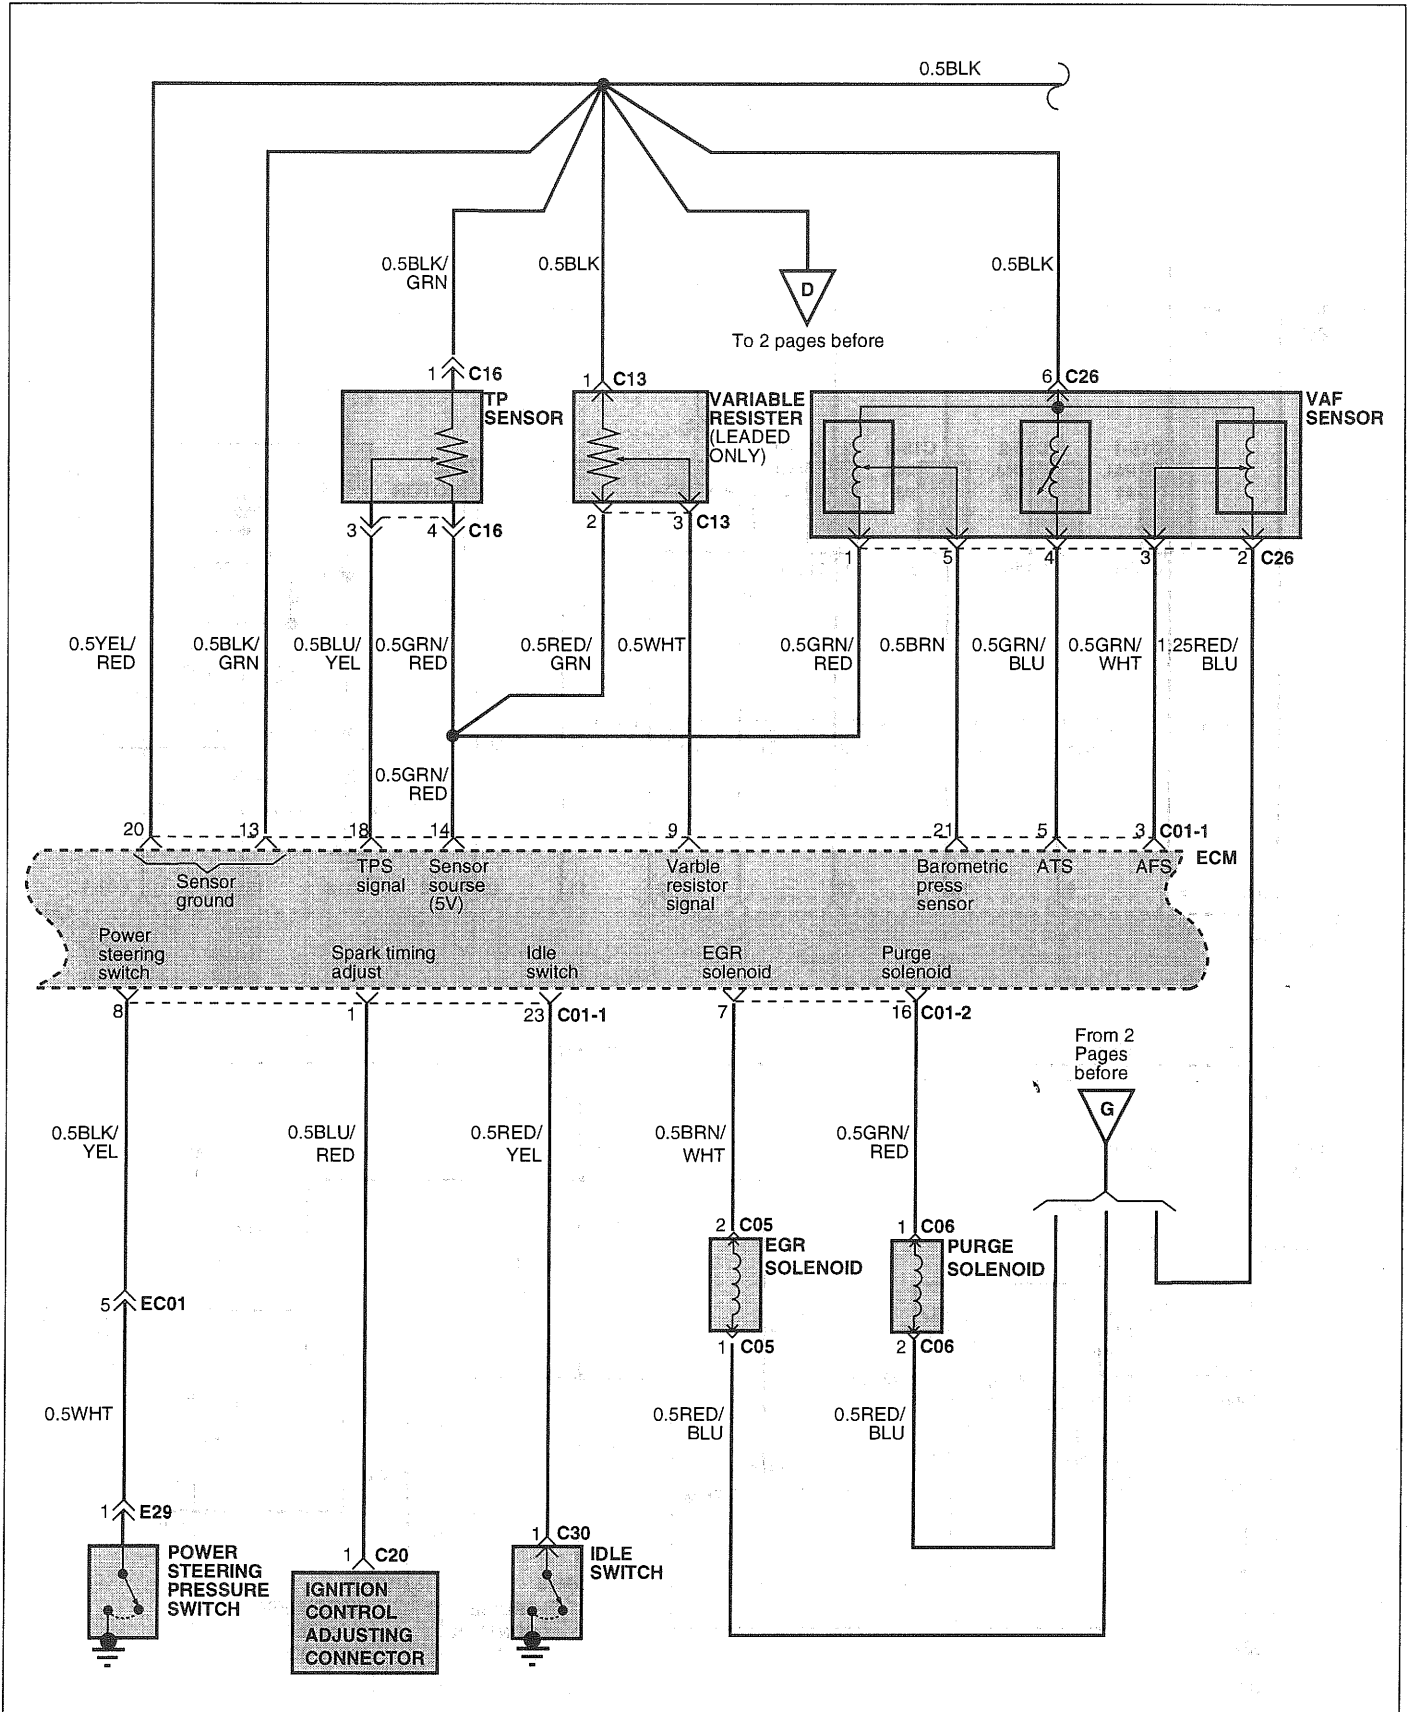 0.5BLK
0.5BLK/
GRN
0.5BLK
0.5BLK
D
To 2 pages before
1 C16
1 C13
6 C26
TP
SENSOR
VARIABLE
RESISTER
(LEADED
ONLY)
VAF
SENSOR
3 4 C16
2 3 C13
1 5 4 3 2 C26
0.5YEL/
RED
0.5BLK/
GRN
0.5BLU/
YEL
0.5GRN/
RED
0.5RED/
GRN
0.5WHT
0.5GRN/
RED
0.5BRN
0.5GRN/
BLU
0.5GRN/
WHT
1.25RED/
BLU
0.5GRN/
RED
20 13 18 14 9 21 5 3 C01-1
ECM
Sensor
ground
TPS
signal
Sensor
sourse
(5V)
Varble
resistor
signal
Barometric
press
sensor
ATS
AFS
Power
steering
switch
Spark timing
adjust
Idle
switch
EGR
solenoid
Purge
solenoid
8 1 23 C01-1 7 16 C01-2
From 2
Pages
before
G
0.5BLK/
YEL
0.5BLU/
RED
0.5RED/
YEL
0.5BRN/
WHT
0.5GRN/
RED
2 C05
EGR
SOLENOID
1 C06
PURGE
SOLENOID
5 EC01
1 C05
2 C06
0.5WHT
0.5RED/
BLU
0.5RED/
BLU
1 E29
POWER
STEERING
PRESSURE
SWITCH
1 C20
IGNITION
CONTROL
ADJUSTING
CONNECTOR
1 C30
IDLE
SWITCH